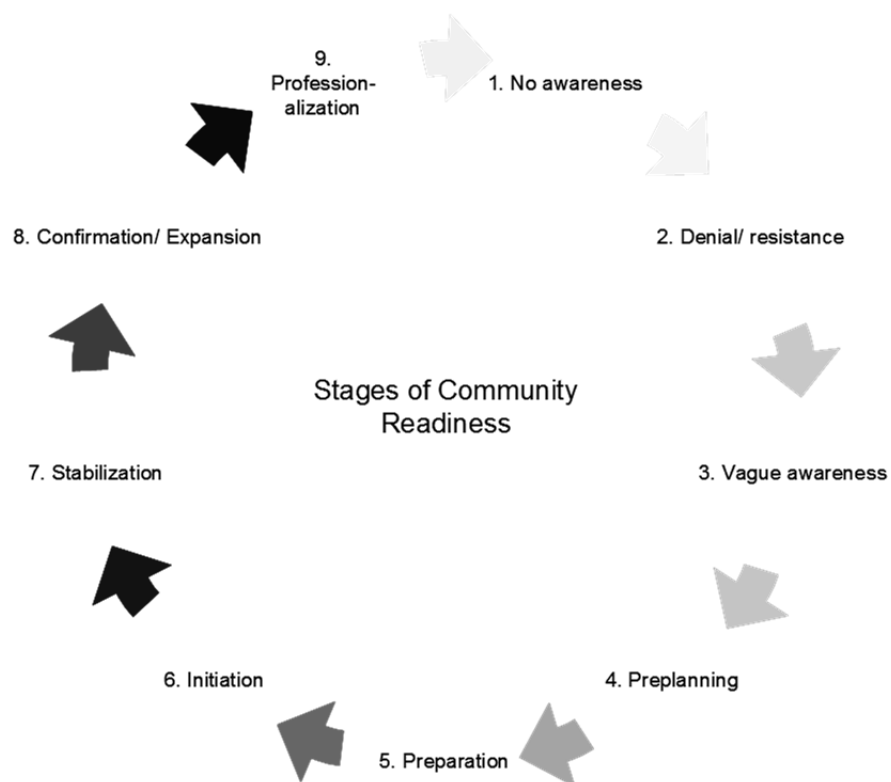 9.
Profession-
alization
1. No awareness
2. Denial/ resistance
3. Vague awareness
4. Preplanning
5. Preparation
6. Initiation
7. Stabilization
8. Confirmation/ Expansion
Stages of Community
Readiness